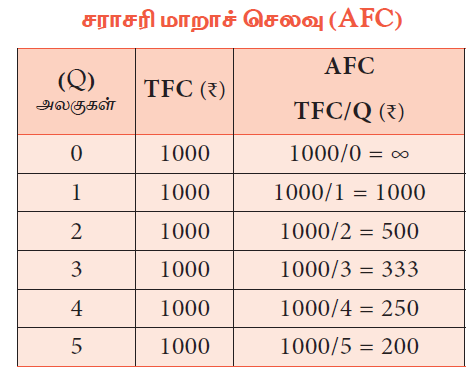 சராசரி மாறாச் செலவு (AFC)
(Q) அலகுகள் TFC (₹) AFC TFC/Q (₹)
0 1000 1000/0 = ∞
1 1000 1000/1 = 1000
2 1000 1000/2 = 500
3 1000 1000/3 = 333
4 1000 1000/4 = 250
5 1000 1000/5 = 200